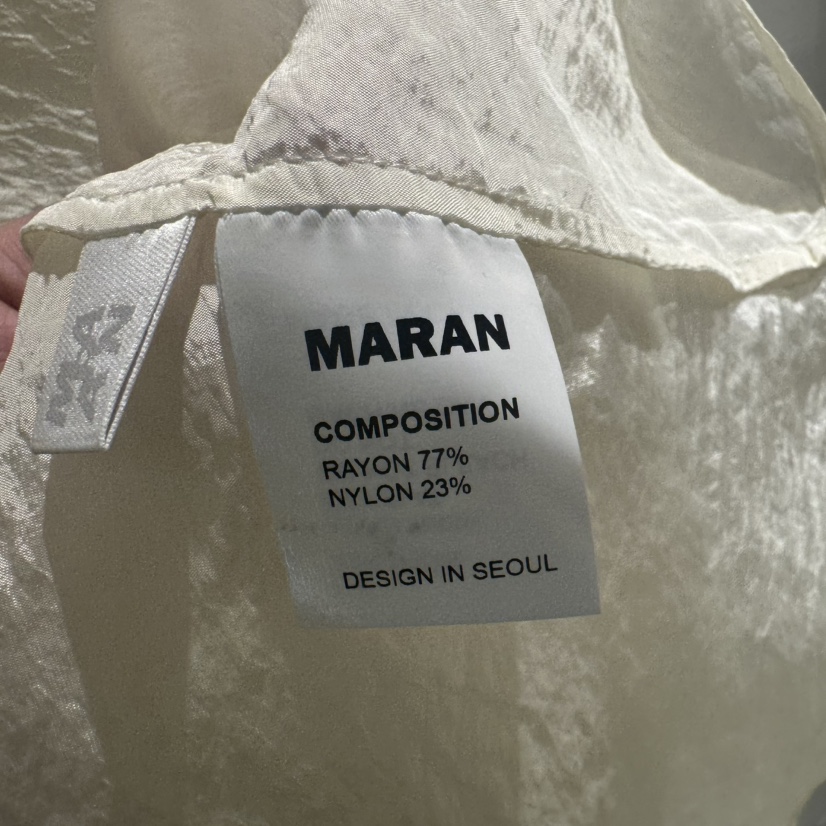 MARAN
COMPOSITION
RAYON 77%
NYLON 23%
DESIGN IN SEOUL